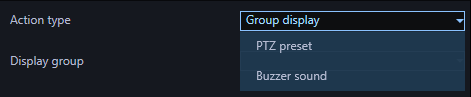 Action type Group display
PTZ preset
Display group
Buzzer sound